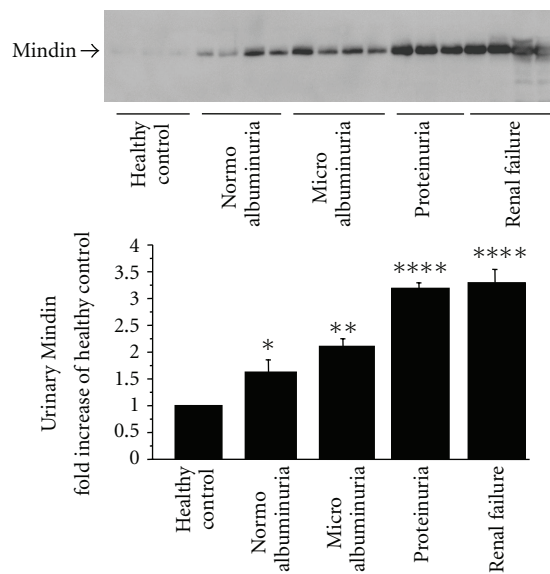 Mindin →
Healthy
control
Normo
albuminuria
Micro
albuminuria
Proteinuria
Renal failure
Urinary Mindin
fold increase of healthy control
4
3.5
3
2.5
2
1.5
1
0.5
0
*
**
****
****
Healthy
control
Normo
albuminuria
Micro
albuminuria
Proteinuria
Renal failure